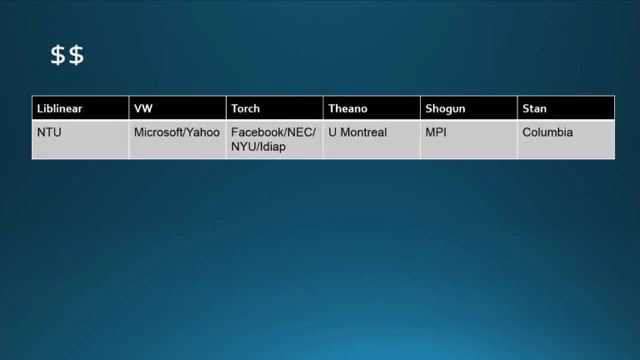 $$
Liblinear VW Torch Theano Shogun Stan
NTU Microsoft/Yahoo Facebook/NEC/ U Montreal MPI Columbia
NYU/Idiap